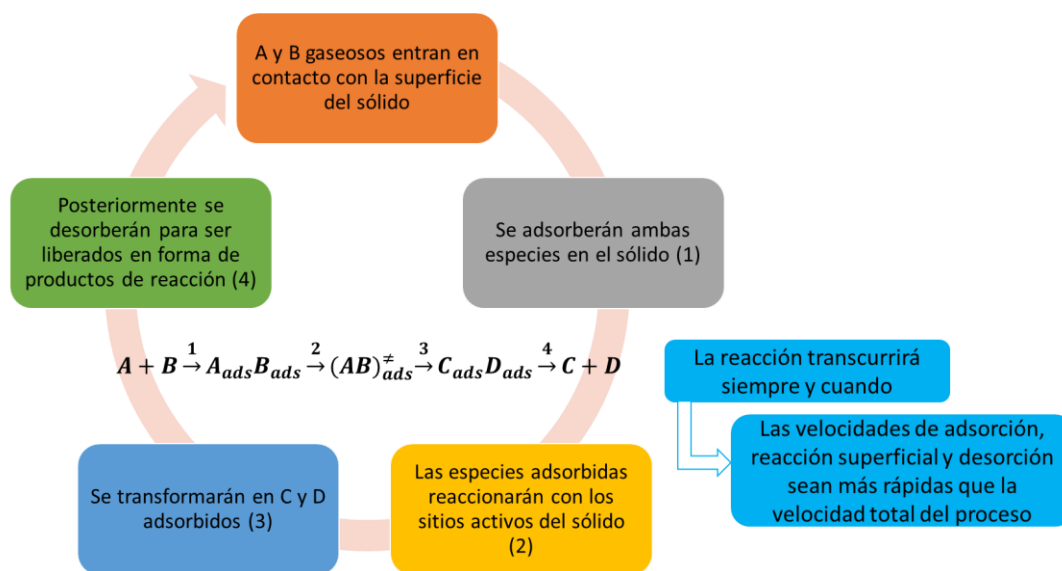 A y B gaseosos entran en
contacto con la superficie
del sólido
Se adsorberán ambas
especies en el sólido (1)
Las especies adsorbidas
reaccionarán con los
sitios activos del sólido
(2)
Se transformarán en C y D
adsorbidos (3)
Posteriormente se
desorberán para ser
liberados en forma de
productos de reacción (4)
A + B →¹ A_ads B_ads →² (AB)^≠_ads →³ C_ads D_ads →⁴ C + D
La reacción transcurrirá
siempre y cuando
Las velocidades de adsorción,
reacción superficial y desorción
sean más rápidas que la
velocidad total del proceso